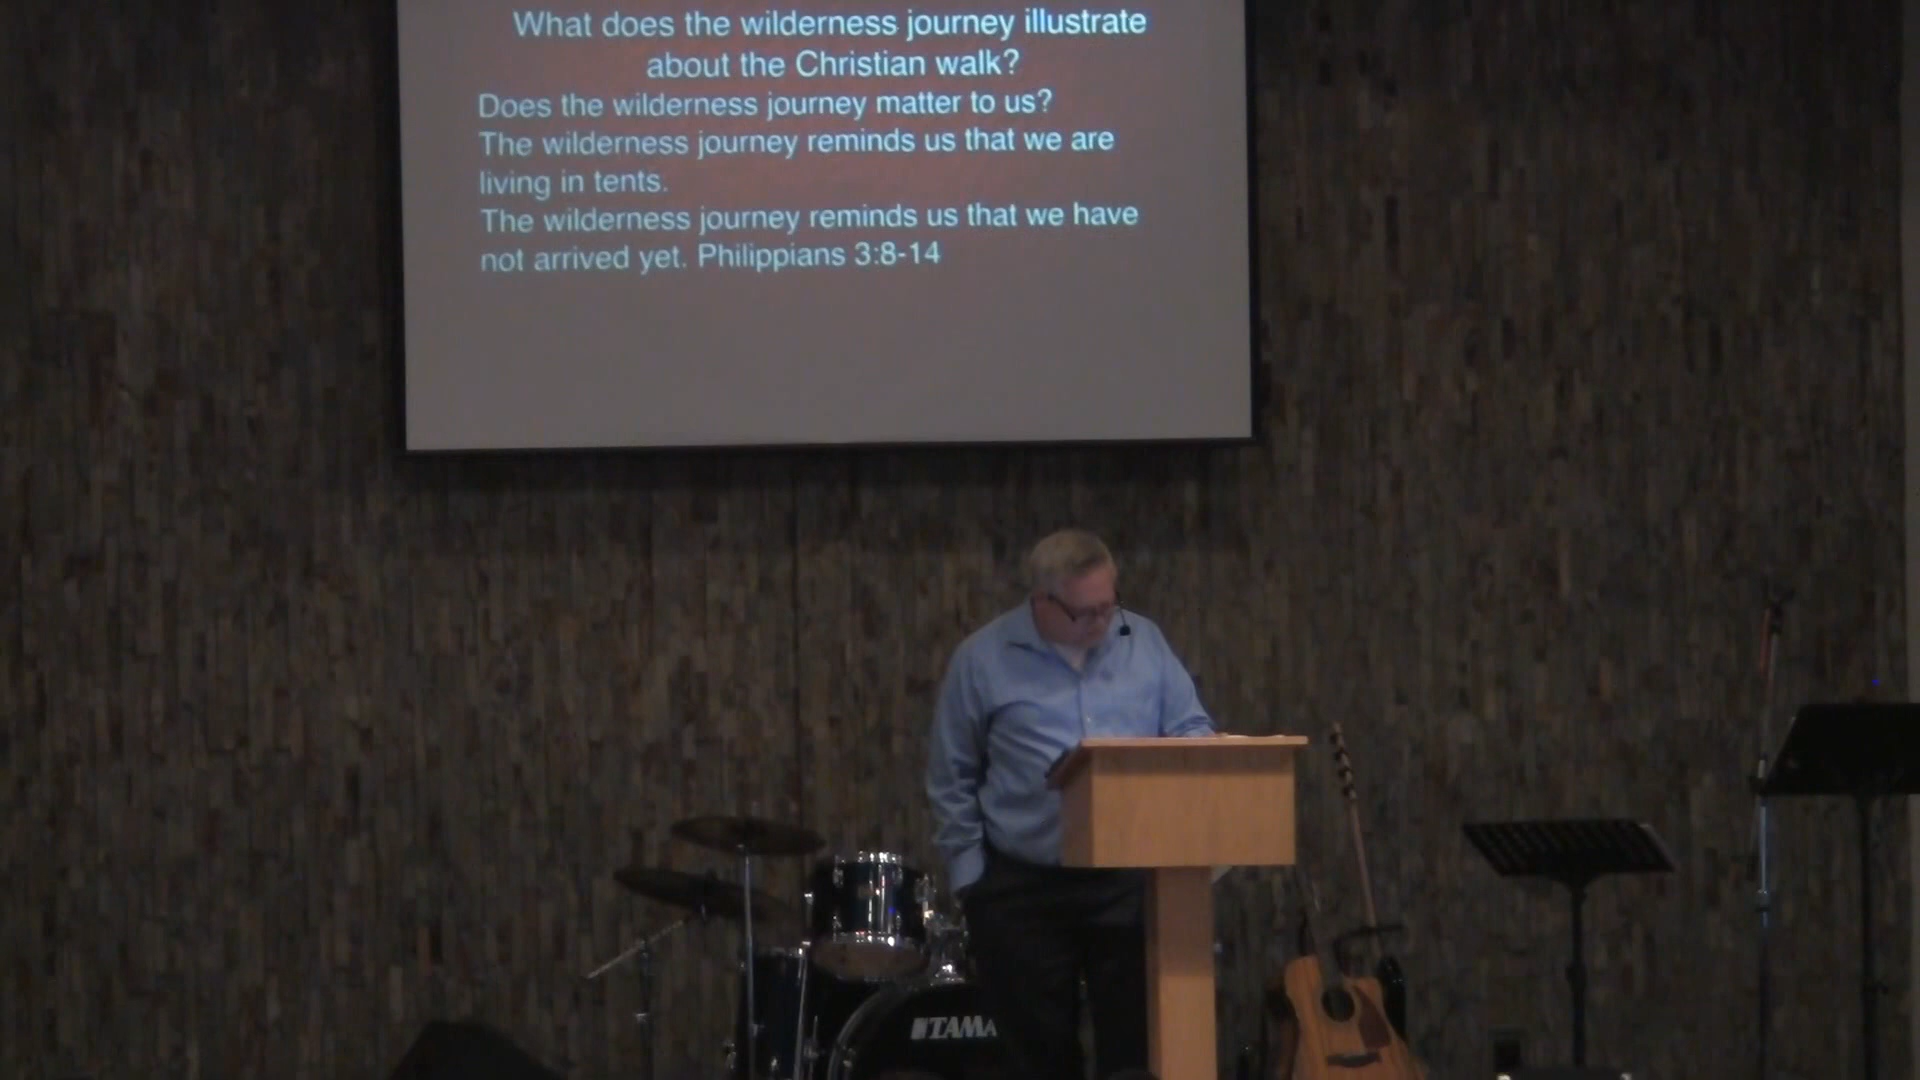 What does the wilderness journey illustrate
about the Christian walk?
Does the wilderness journey matter to us?
The wilderness journey reminds us that we are
living in tents.
The wilderness journey reminds us that we have
not arrived yet. Philippians 3:8-14
TAMA